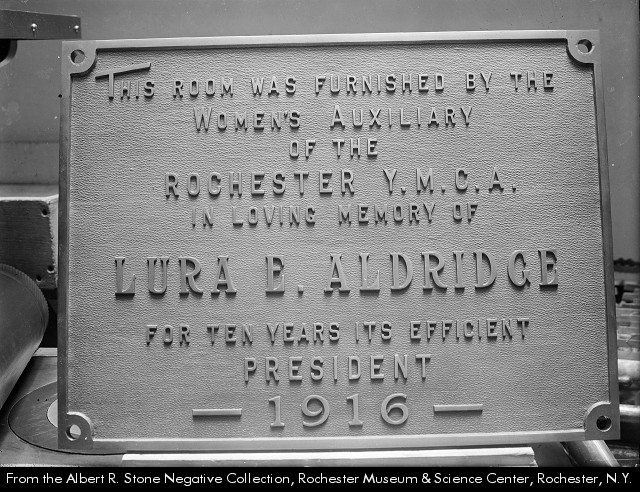 THIS ROOM WAS FURNISHED BY THE
WOMEN'S AUXILIARY
OF THE
ROCHESTER Y.M.C.A.
IN LOVING MEMORY OF
LURA E. ALDRIDGE
FOR TEN YEARS ITS EFFICIENT
PRESIDENT
— 1916 —
From the Albert R. Stone Negative Collection, Rochester Museum & Science Center, Rochester, N.Y.